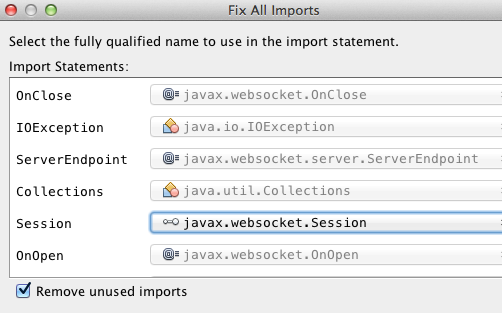 Fix All Imports
Select the fully qualified name to use in the import statement.
Import Statements:
OnClose javax.websocket.OnClose
IOException java.io.IOException
ServerEndpoint javax.websocket.server.ServerEndpoint
Collections java.util.Collections
Session javax.websocket.Session
OnOpen javax.websocket.OnOpen
Remove unused imports